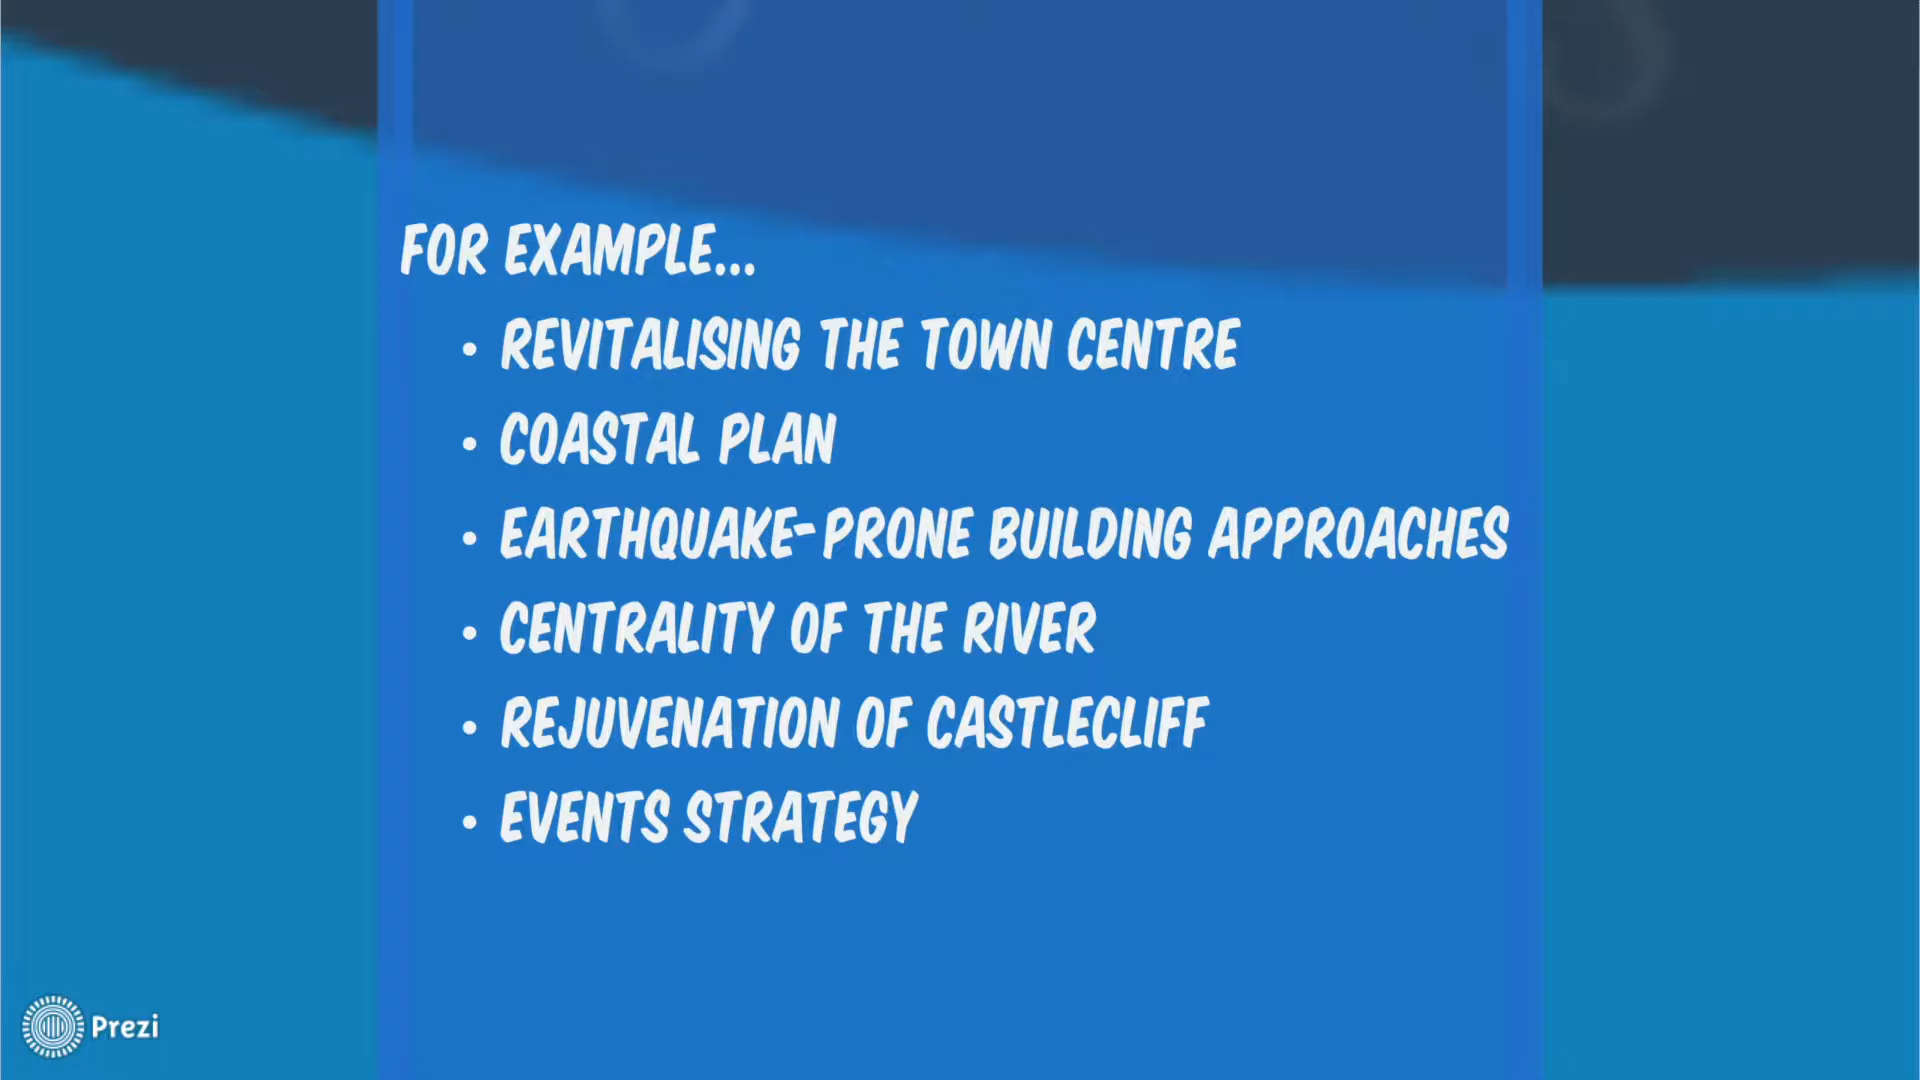 FOR EXAMPLE...
• REVITALISING THE TOWN CENTRE
• COASTAL PLAN
• EARTHQUAKE-PRONE BUILDING APPROACHES
• CENTRALITY OF THE RIVER
• REJUVENATION OF CASTLECLIFF
• EVENTS STRATEGY
Prezi